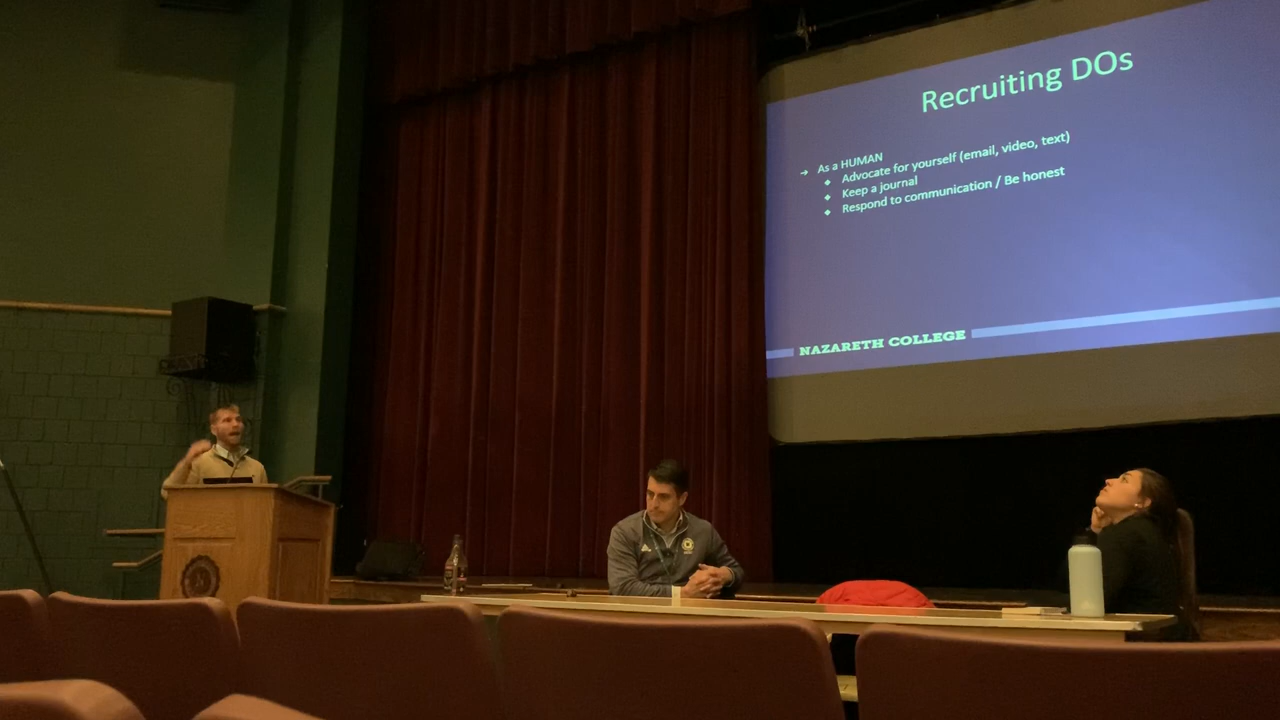 Recruiting DOs
➔ As a HUMAN
❖ Advocate for yourself (email, video, text)
❖ Keep a journal
❖ Respond to communication / Be honest
NAZARETH COLLEGE